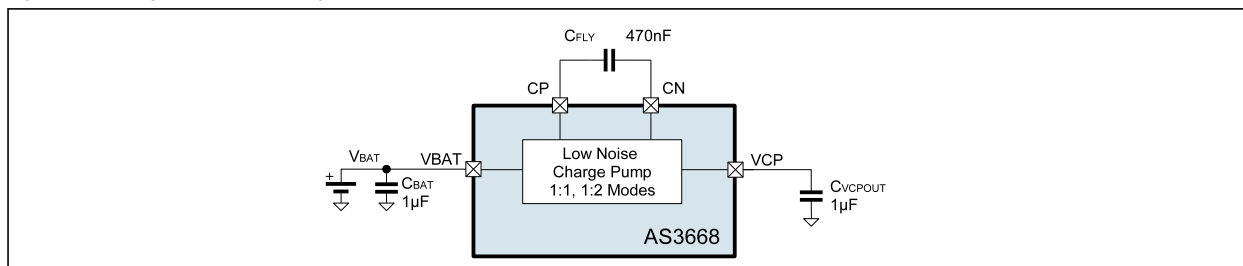 CFLY 470nF
CP
CN
VBAT
VBAT
Low Noise
Charge Pump
1:1, 1:2 Modes
VCP
+
CBAT
1µF
CVCPOUT
1µF
AS3668